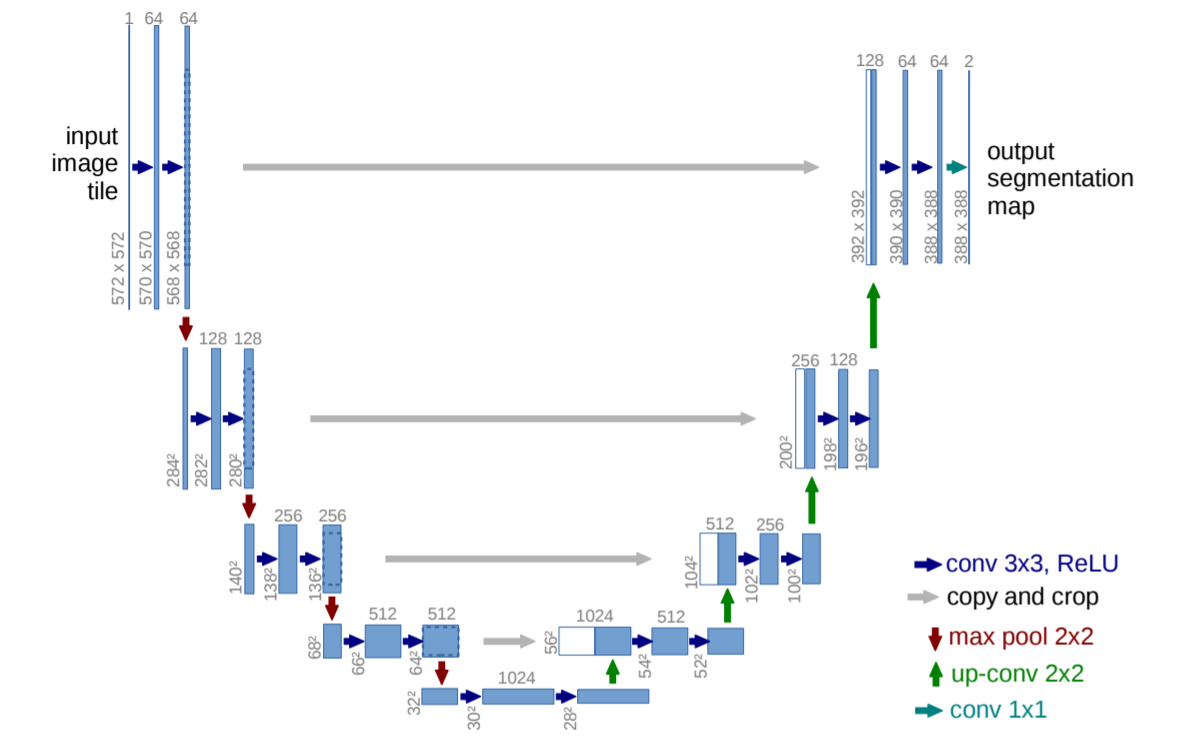 1 64 64
input
image
tile
572 x 572
570 x 570
568 x 568
128 128
284²
282²
280²
256 256
140²
138²
136²
512 512
68²
66²
64²
1024
32²
30²
28²
1024 512
56²
54²
52²
512 256
104²
102²
100²
256 128
200²
198²
196²
128 64 64 2
392 x 392
390 x 390
388 x 388
388 x 388
output
segmentation
map
conv 3x3, ReLU
copy and crop
max pool 2x2
up-conv 2x2
conv 1x1